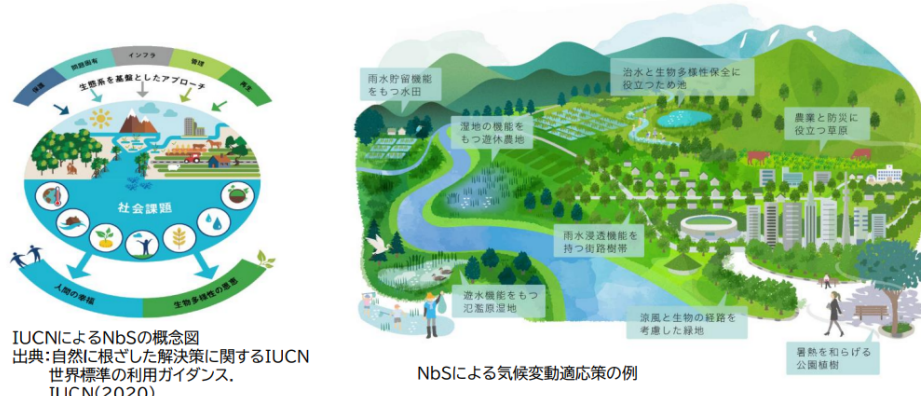 保護
問題固有
インフラ
管理
再生
生態系を基盤としたアプローチ
社会課題
人間の幸福
生物多様性の恩恵
IUCNによるNbSの概念図
出典:自然に根ざした解決策に関するIUCN
世界標準の利用ガイダンス.
IUCN(2020)
雨水貯留機能
をもつ水田
治水と生物多様性保全に
役立つため池
湿地の機能を
もつ遊休農地
農業と防災に
役立つ草原
雨水浸透機能を
持つ街路樹帯
遊水機能をもつ
氾濫原湿地
涼風と生物の経路を
考慮した緑地
暑熱を和らげる
公園植樹
NbSによる気候変動適応策の例